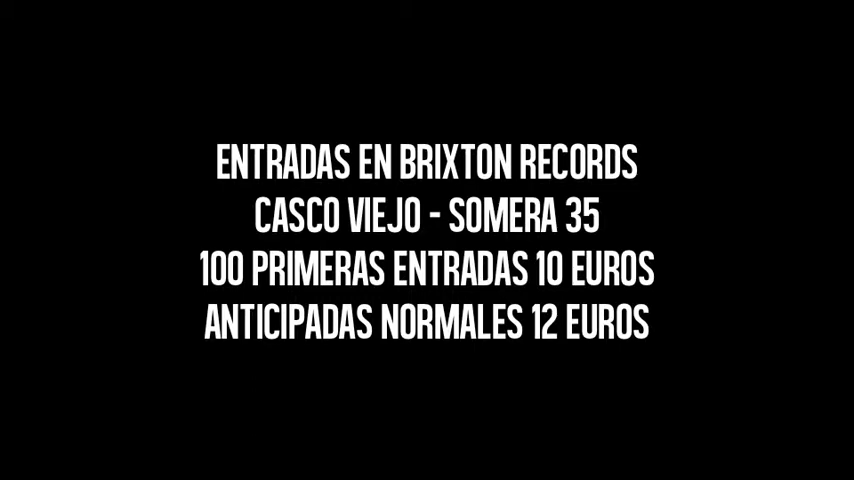 ENTRADAS EN BRIXTON RECORDS
CASCO VIEJO - SOMERA 35
100 PRIMERAS ENTRADAS 10 EUROS
ANTICIPADAS NORMALES 12 EUROS